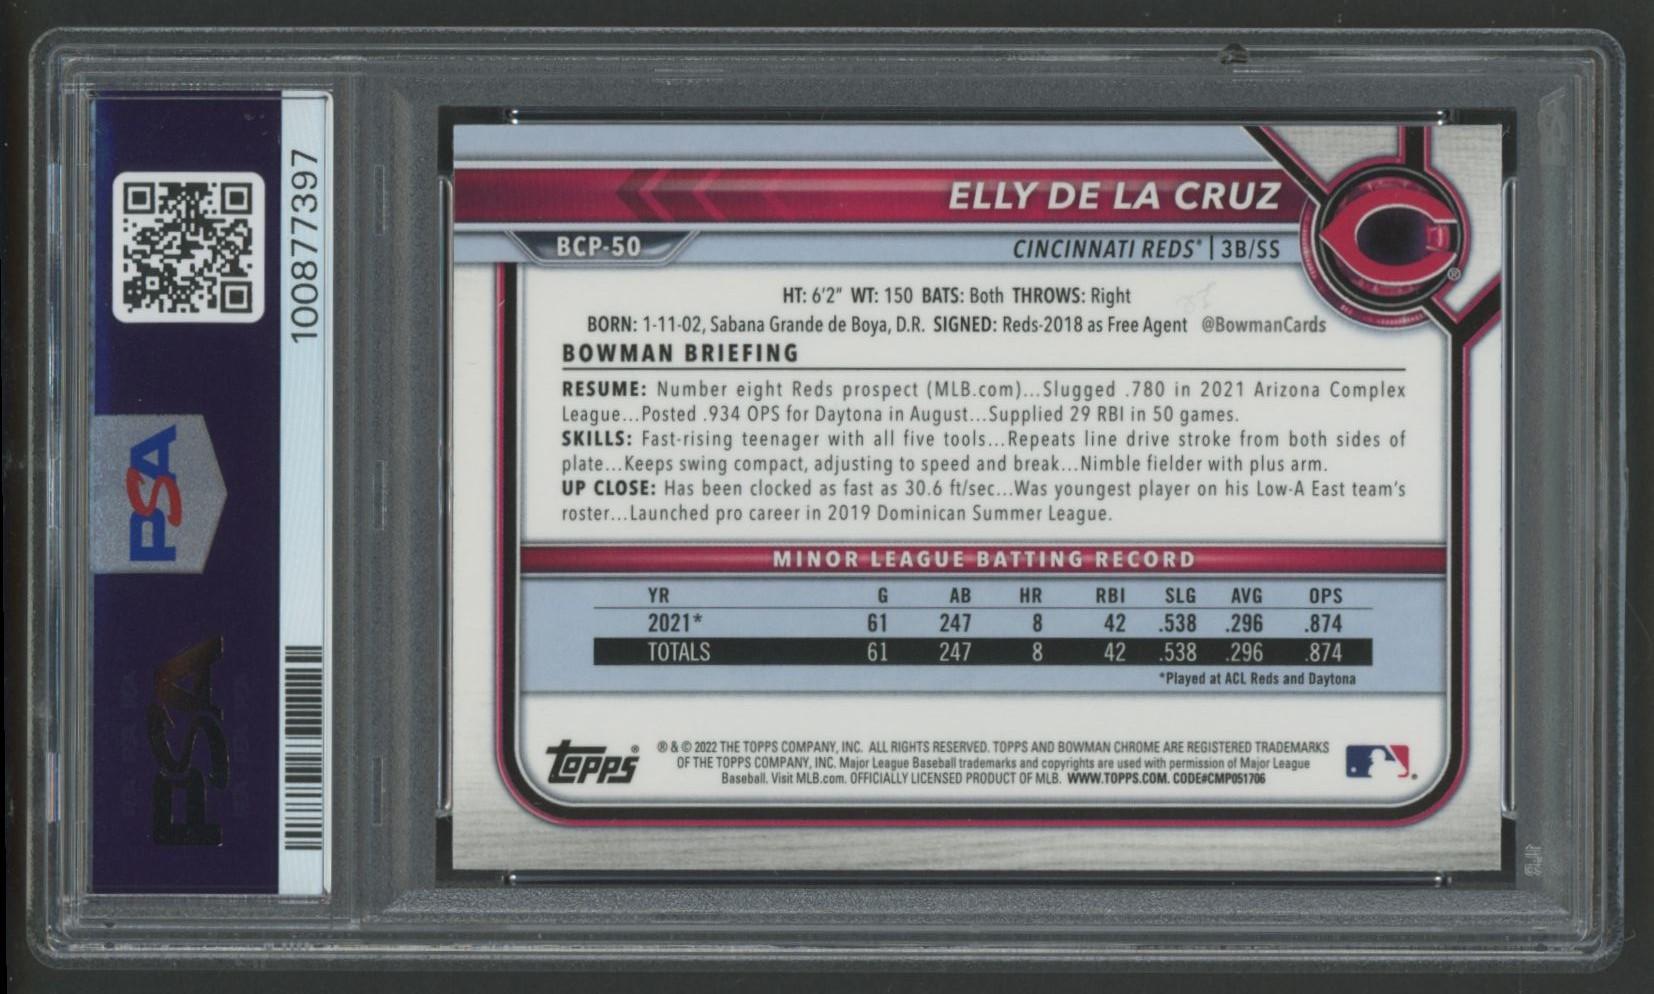 ELLY DE LA CRUZ
BCP-50
CINCINNATI REDS® | 3B/SS
C
®
HT: 6'2" WT: 150 BATS: Both THROWS: Right
BORN: 1-11-02, Sabana Grande de Boya, D.R. SIGNED: Reds-2018 as Free Agent @BowmanCards
BOWMAN BRIEFING
RESUME: Number eight Reds prospect (MLB.com)...Slugged .780 in 2021 Arizona Complex
League...Posted .934 OPS for Daytona in August...Supplied 29 RBI in 50 games.
SKILLS: Fast-rising teenager with all five tools...Repeats line drive stroke from both sides of
plate...Keeps swing compact, adjusting to speed and break...Nimble fielder with plus arm.
UP CLOSE: Has been clocked as fast as 30.6 ft/sec...Was youngest player on his Low-A East team's
roster...Launched pro career in 2019 Dominican Summer League.
MINOR LEAGUE BATTING RECORD
YR G AB HR RBI SLG AVG OPS
2021* 61 247 8 42 .538 .296 .874
TOTALS 61 247 8 42 .538 .296 .874
*Played at ACL Reds and Daytona
topps®
® & © 2022 THE TOPPS COMPANY, INC. ALL RIGHTS RESERVED. TOPPS AND BOWMAN CHROME ARE REGISTERED TRADEMARKS
OF THE TOPPS COMPANY, INC. Major League Baseball trademarks and copyrights are used with permission of Major League
Baseball. Visit MLB.com. OFFICIALLY LICENSED PRODUCT OF MLB. WWW.TOPPS.COM. CODE#CMP051706
100877397
PSA
PSA
PSA